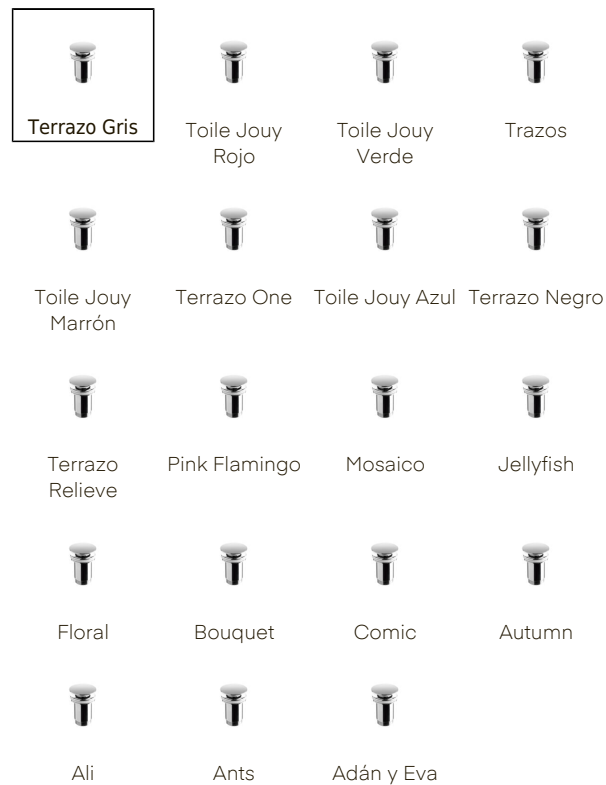 Terrazo Gris
Toile Jouy
Rojo
Toile Jouy
Verde
Trazos
Toile Jouy
Marrón
Terrazo One
Toile Jouy Azul
Terrazo Negro
Terrazo
Relieve
Pink Flamingo
Mosaico
Jellyfish
Floral
Bouquet
Comic
Autumn
Ali
Ants
Adán y Eva